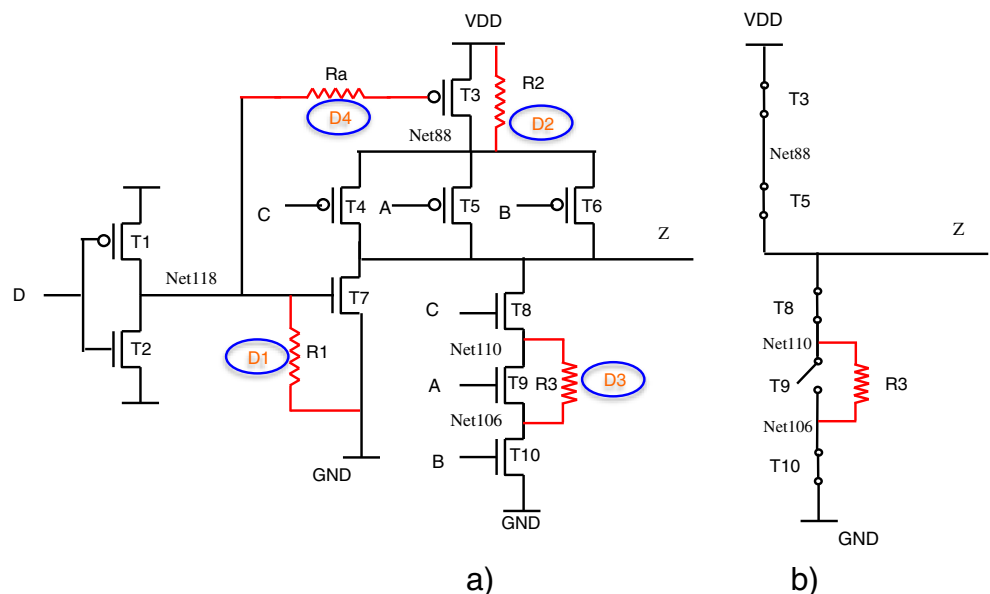 VDD
Ra
D4
T3
R2
D2
Net88
C
T4
A
T5
B
T6
Z
T1
Net118
D
T2
T7
D1
R1
C
T8
Net110
A
T9
R3
D3
Net106
B
T10
GND
GND
a)
VDD
T3
Net88
T5
Z
T8
Net110
T9
R3
Net106
T10
GND
b)